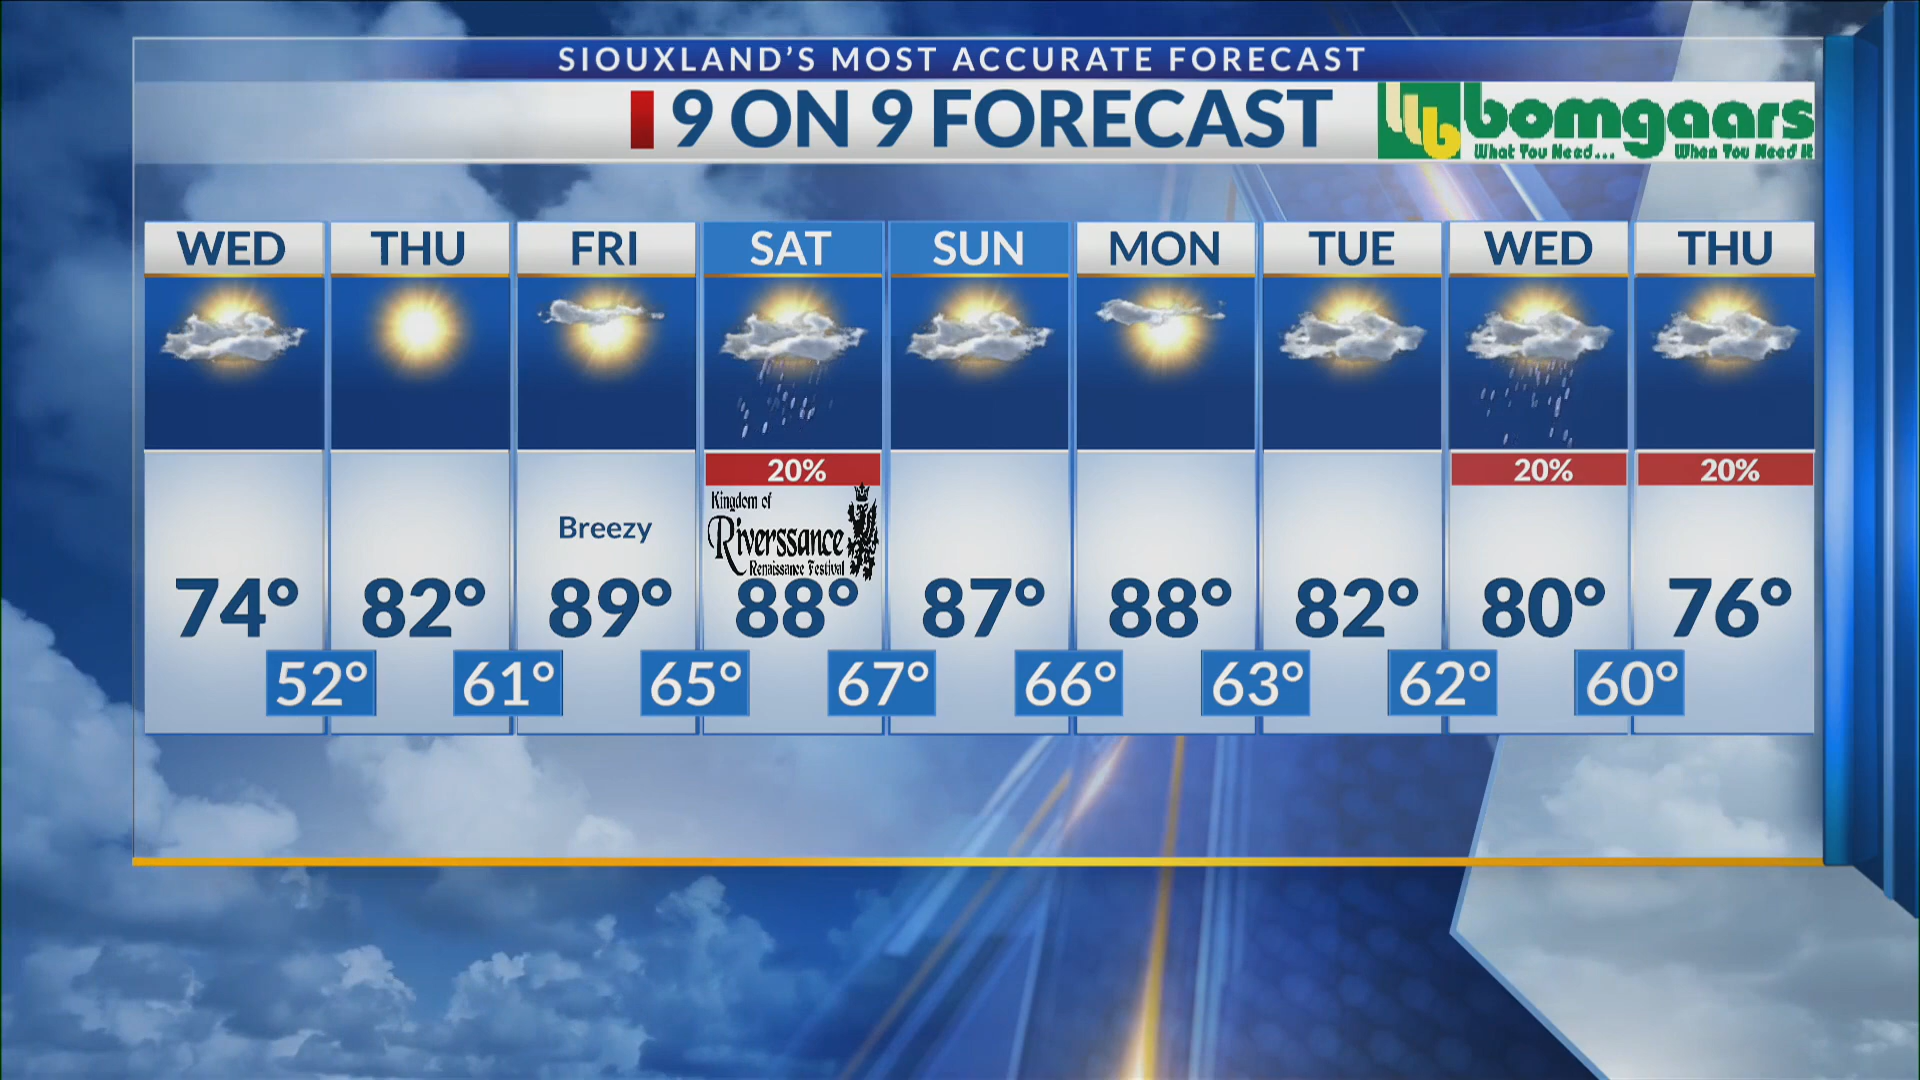 SIOUXLAND'S MOST ACCURATE FORECAST
9 ON 9 FORECAST
bomgaars
What You Need... When You Need It
WED THU FRI SAT SUN MON TUE WED THU
20% 20% 20%
Kingdom of
Riverssance
Renaissance Festival
Breezy
74° 82° 89° 88° 87° 88° 82° 80° 76°
52° 61° 65° 67° 66° 63° 62° 60°